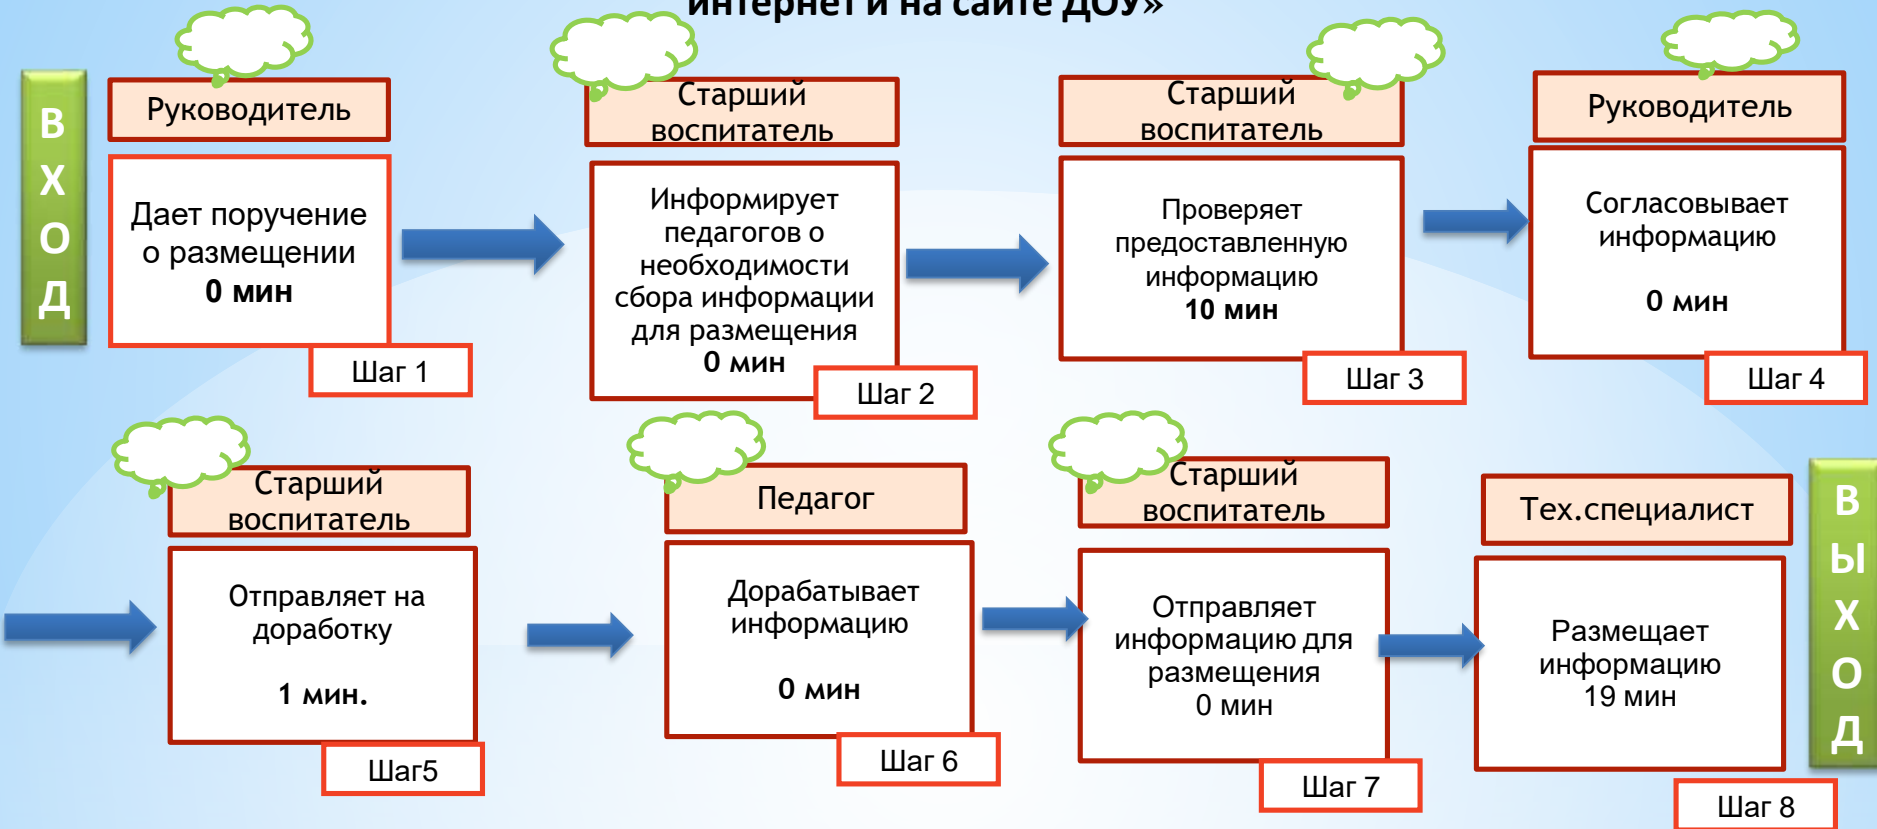 интернет и на сайте ДОУ»
ВХОД
Руководитель
Дает поручение
о размещении
0 мин
Шаг 1
Старший
воспитатель
Информирует
педагогов о
необходимости
сбора информации
для размещения
0 мин
Шаг 2
Старший
воспитатель
Проверяет
предоставленную
информацию
10 мин
Шаг 3
Руководитель
Согласовывает
информацию
0 мин
Шаг 4
Старший
воспитатель
Отправляет на
доработку
1 мин.
Шаг5
Педагог
Дорабатывает
информацию
0 мин
Шаг 6
Старший
воспитатель
Отправляет
информацию для
размещения
0 мин
Шаг 7
Тех.специалист
Размещает
информацию
19 мин
Шаг 8
ВЫХОД